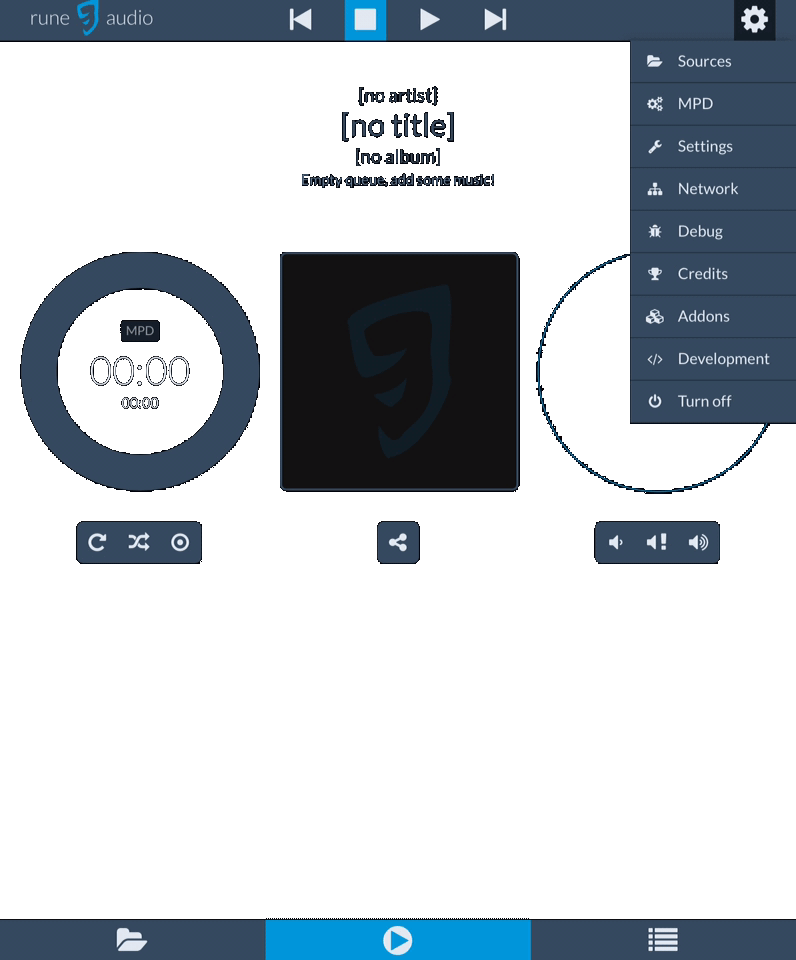 rune audio
[no artist]
[no title]
[no album]
Empty queue, add some music!
MPD
00:00
00:00
Sources
MPD
Settings
Network
Debug
Credits
Addons
Development
Turn off